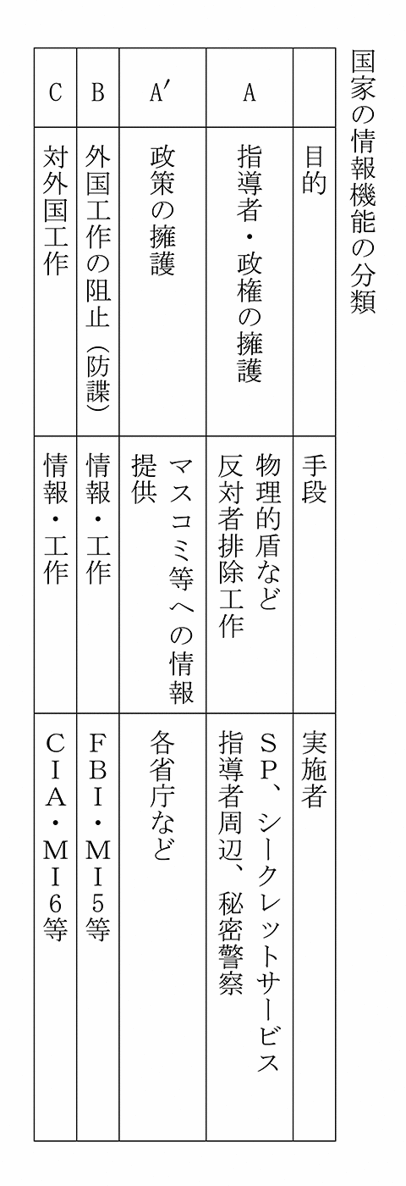 国家の情報機能の分類
目的
手段
実施者
A
指導者・政権の擁護
物理的盾など
反対者排除工作
SP、シークレットサービス
指導者周辺、秘密警察
A′
政策の擁護
マスコミ等への情報
提供
各省庁など
B
外国工作の阻止（防諜）
情報・工作
FBI・MI5等
C
対外国工作
情報・工作
CIA・MI6等